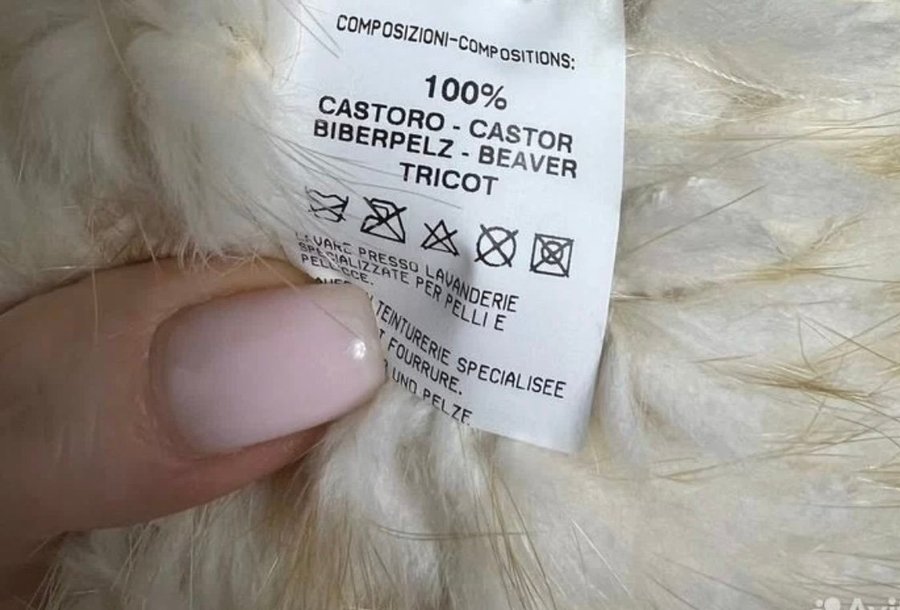 COMPOSIZIONI-COMPOSITIONS:
100%
CASTORO - CASTOR
BIBERPELZ - BEAVER
TRICOT
LAVARE PRESSO LAVANDERIE
SPECIALIZZATE PER PELLI E
PELLICCE.
TEINTURERIE SPECIALISEE
FOURRURE.
UND PELZE